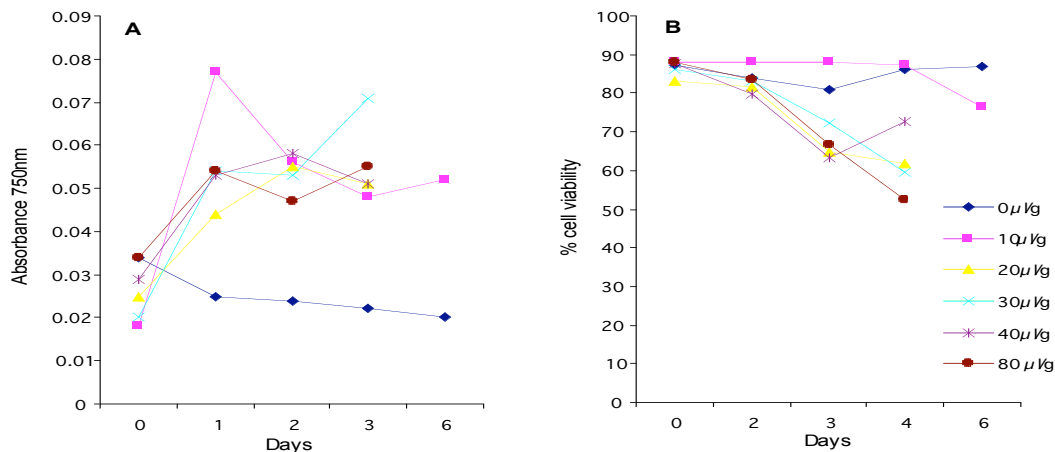 A
0.09
0.08
0.07
0.06
0.05
0.04
0.03
0.02
0.01
0
Absorbance 750nm
0 1 2 3 6
Days
B
100
90
80
70
60
50
40
30
20
10
0
% cell viability
0 2 3 4 6
Days
0µl/g
10µl/g
20µl/g
30µl/g
40µl/g
80µl/g